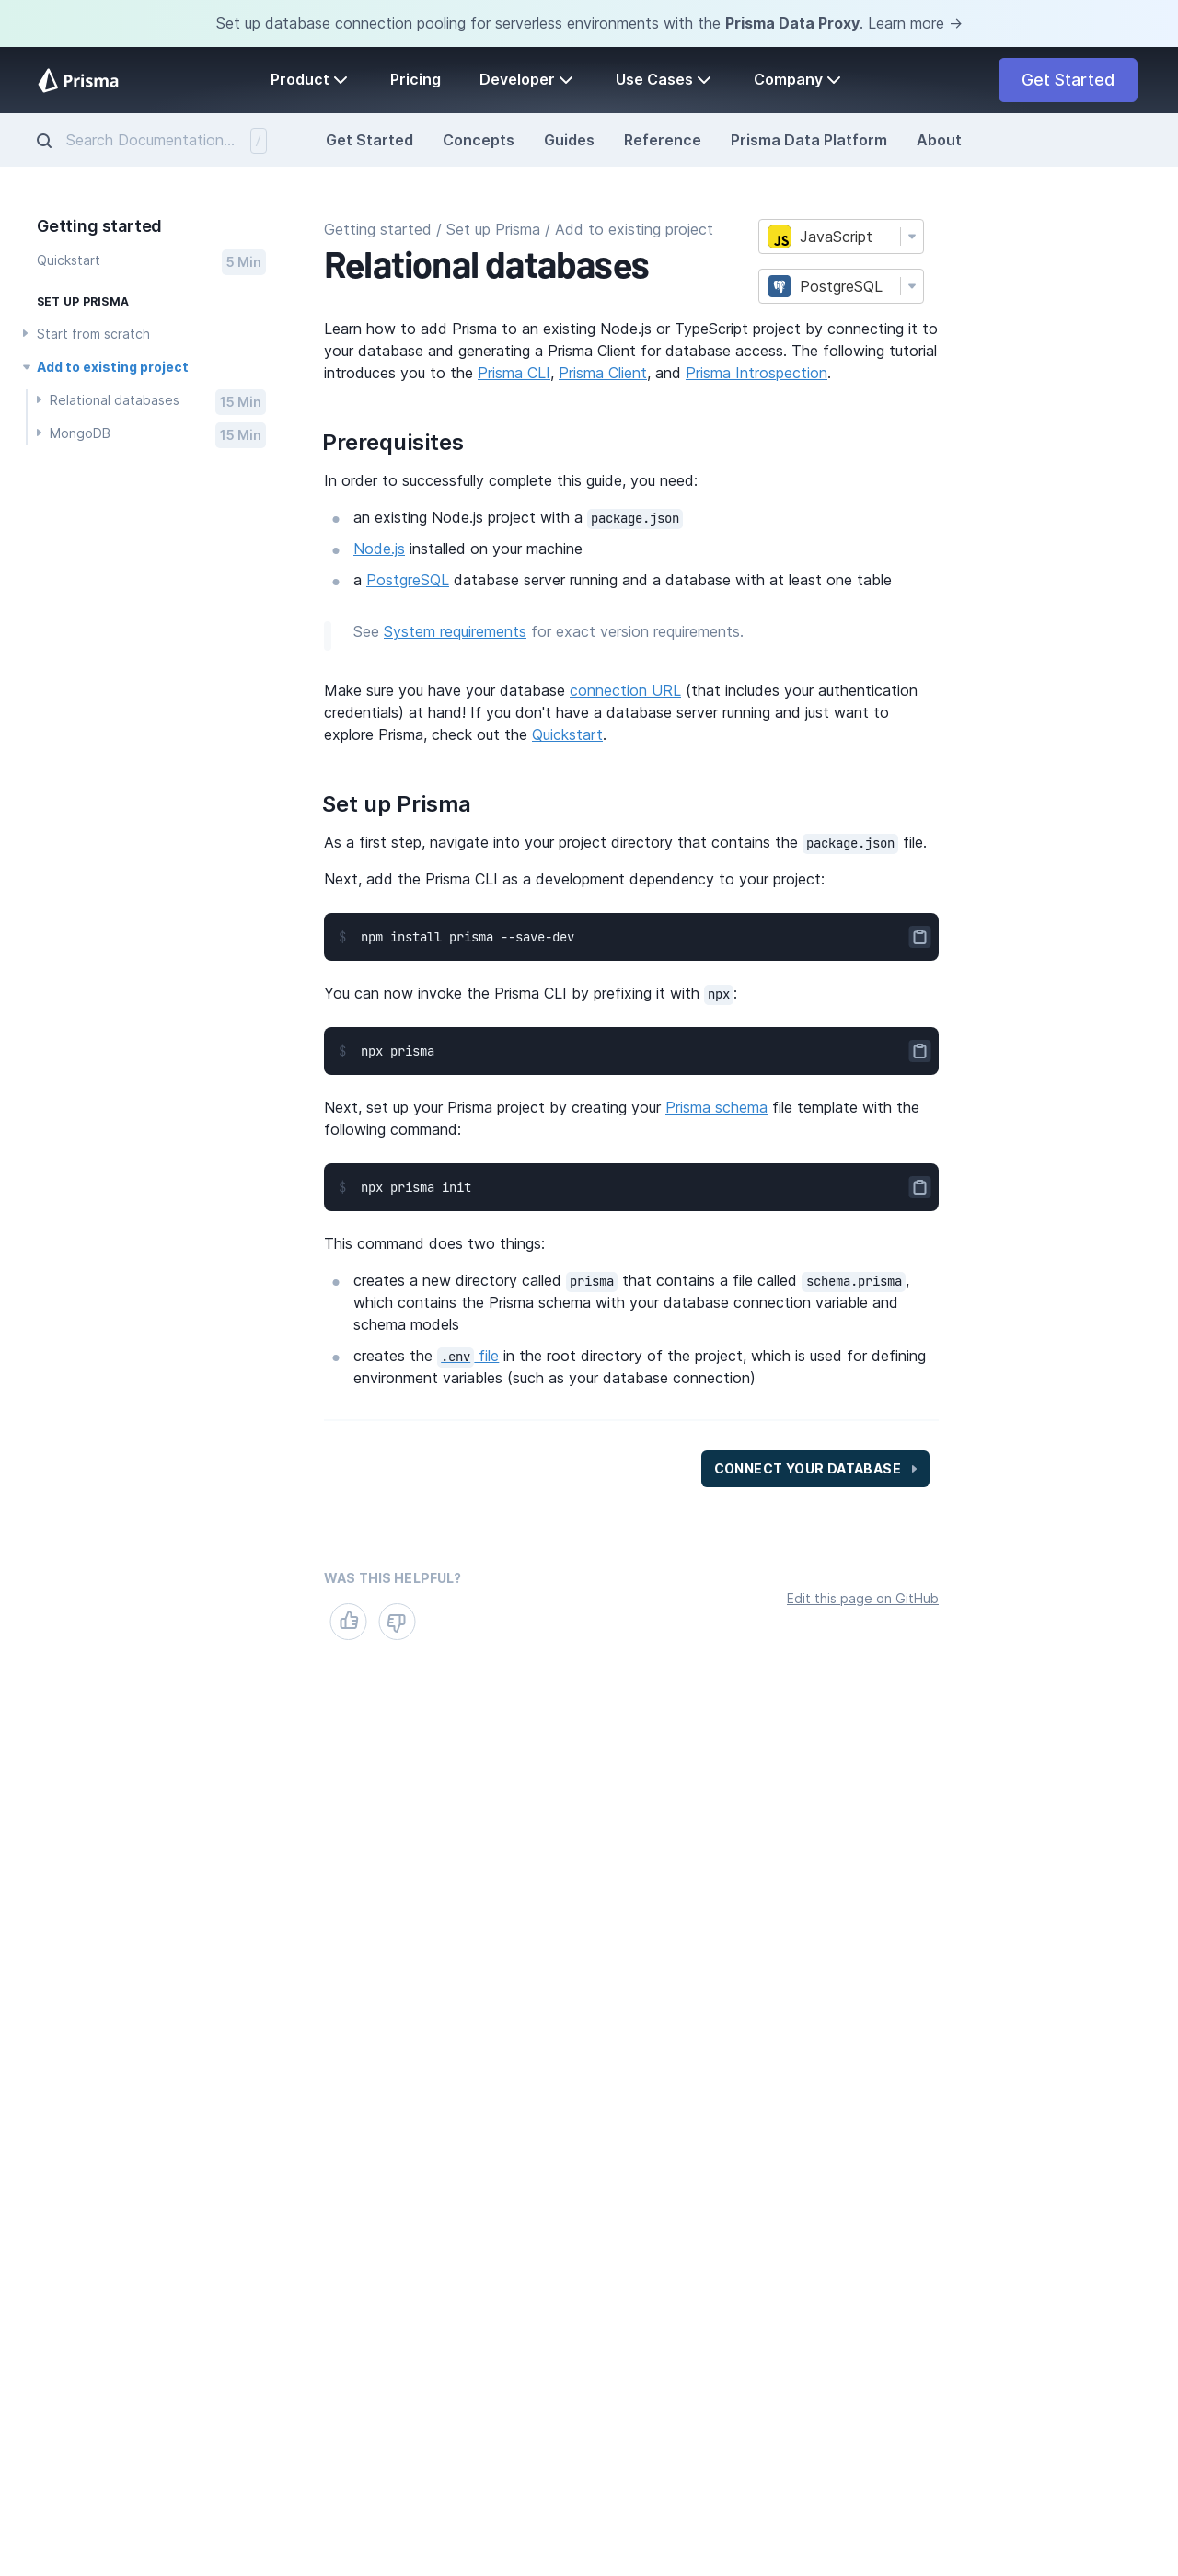 Set up database connection pooling for serverless environments with the Prisma Data Proxy. Learn more →
Prisma
Product
Pricing
Developer
Use Cases
Company
Get Started
Search Documentation...
/
Get Started
Concepts
Guides
Reference
Prisma Data Platform
About
Getting started
Quickstart
5 Min
SET UP PRISMA
Start from scratch
Add to existing project
Relational databases
15 Min
MongoDB
15 Min
Getting started / Set up Prisma / Add to existing project
Relational databases
JS
JavaScript
PostgreSQL
Learn how to add Prisma to an existing Node.js or TypeScript project by connecting it to
your database and generating a Prisma Client for database access. The following tutorial
introduces you to the Prisma CLI, Prisma Client, and Prisma Introspection.
Prerequisites
In order to successfully complete this guide, you need:
an existing Node.js project with a package.json
Node.js installed on your machine
a PostgreSQL database server running and a database with at least one table
See System requirements for exact version requirements.
Make sure you have your database connection URL (that includes your authentication
credentials) at hand! If you don't have a database server running and just want to
explore Prisma, check out the Quickstart.
Set up Prisma
As a first step, navigate into your project directory that contains the package.json file.
Next, add the Prisma CLI as a development dependency to your project:
$ npm install prisma --save-dev
You can now invoke the Prisma CLI by prefixing it with npx:
$ npx prisma
Next, set up your Prisma project by creating your Prisma schema file template with the
following command:
$ npx prisma init
This command does two things:
creates a new directory called prisma that contains a file called schema.prisma,
which contains the Prisma schema with your database connection variable and
schema models
creates the .env file in the root directory of the project, which is used for defining
environment variables (such as your database connection)
CONNECT YOUR DATABASE
WAS THIS HELPFUL?
Edit this page on GitHub